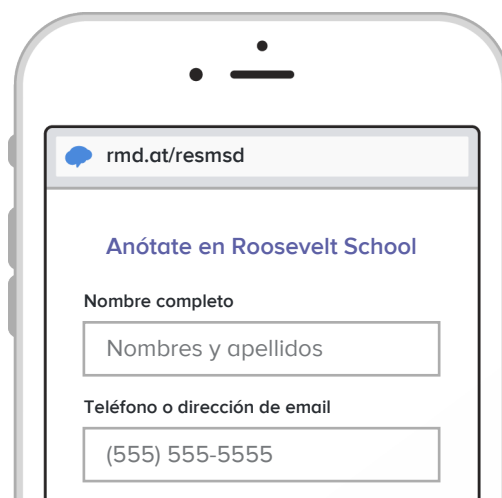 rmd.at/resmsd
Anótate en Roosevelt School
Nombre completo
Nombres y apellidos
Teléfono o dirección de email
(555) 555-5555